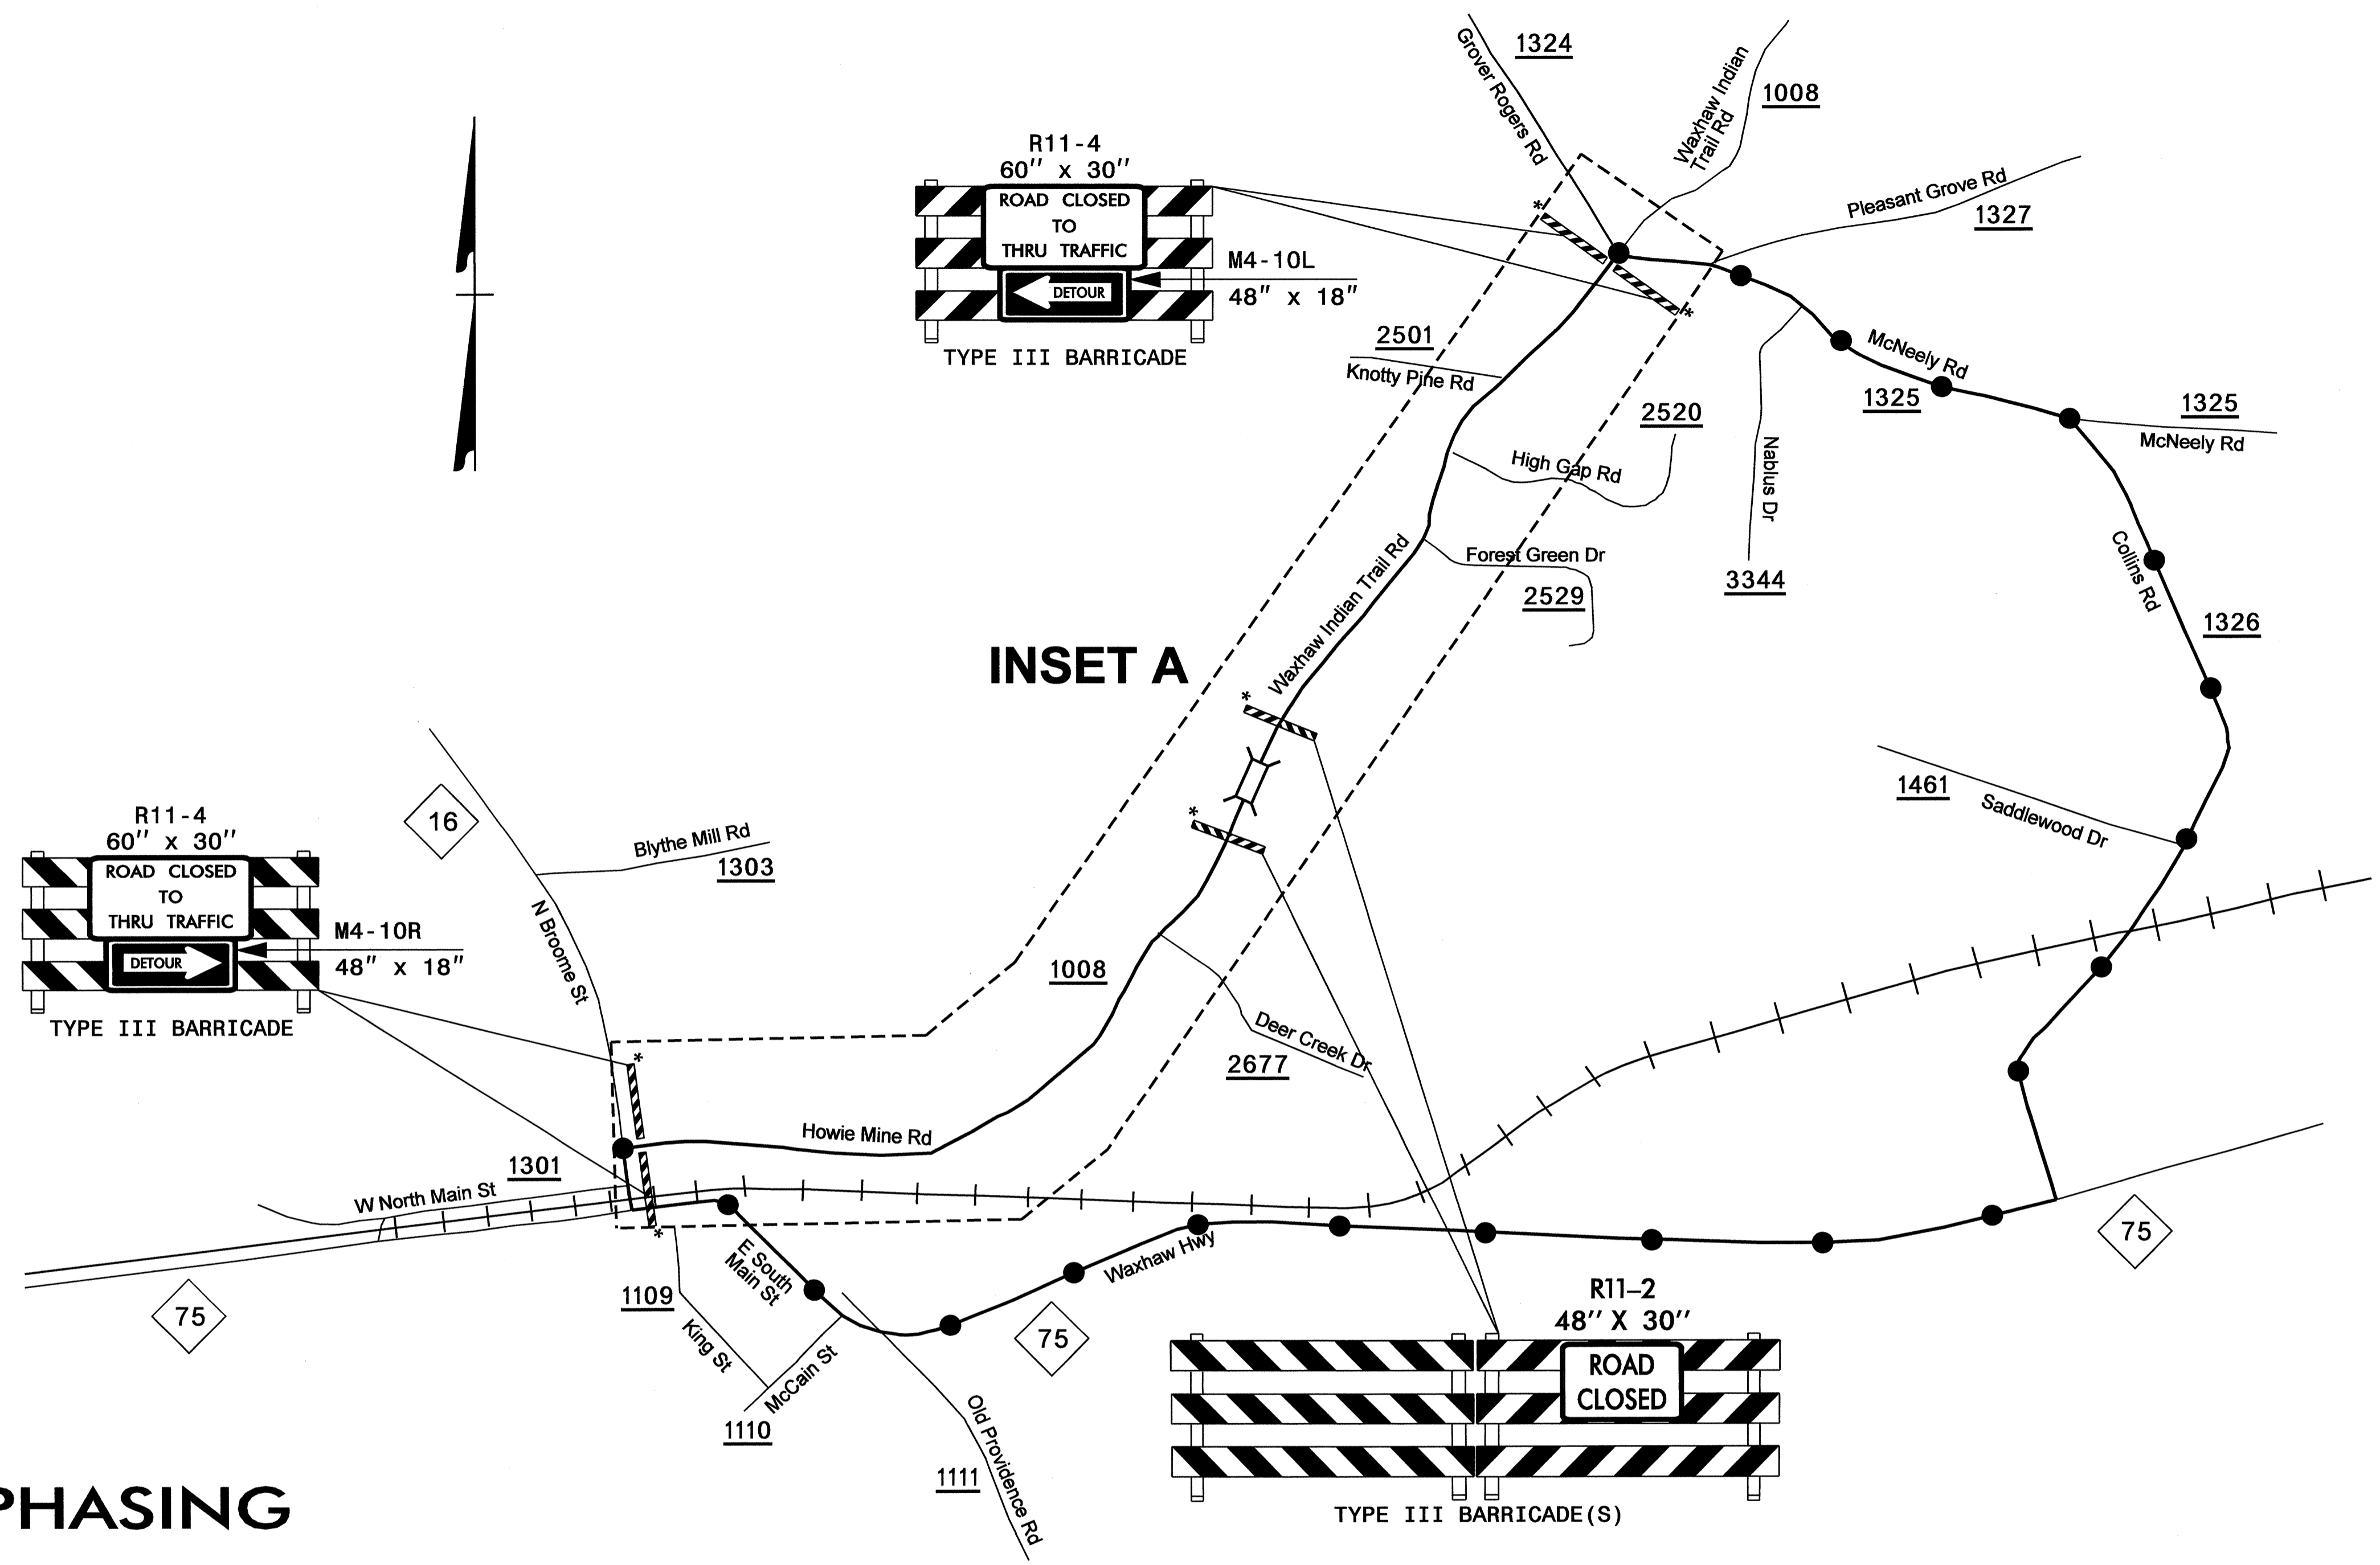 1324
Grover Rogers Rd
Waxhaw Indian
Trail Rd
1008
R11-4
60" x 30"
ROAD CLOSED
TO
THRU TRAFFIC
DETOUR
M4-10L
48" x 18"
TYPE III BARRICADE
*
*
Pleasant Grove Rd
1327
2501
Knotty Pine Rd
McNeely Rd
1325
1325
McNeely Rd
2520
High Gap Rd
Nablus Dr
3344
Forest Green Dr
2529
Collins Rd
1326
Waxhaw Indian Trail Rd
INSET A
*
*
1461
Saddlewood Dr
16
Blythe Mill Rd
1303
N Broome St
R11-4
60" x 30"
ROAD CLOSED
TO
THRU TRAFFIC
DETOUR
M4-10R
48" x 18"
TYPE III BARRICADE
1008
Deer Creek Dr
2677
*
Howie Mine Rd
1301
W North Main St
*
75
E South
Main St
1109
King St
McCain St
1110
Waxhaw Hwy
75
75
Old Providence Rd
1111
R11-2
48" X 30"
ROAD
CLOSED
TYPE III BARRICADE(S)
PHASING